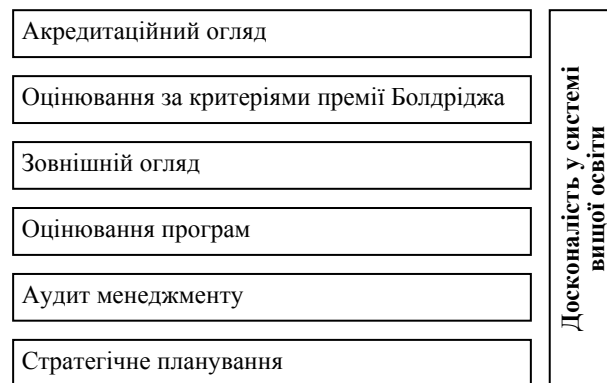 Акредитаційний огляд
Оцінювання за критеріями премії Болдріджа
Зовнішній огляд
Оцінювання програм
Аудит менеджменту
Стратегічне планування
Досконалість у системі
вищої освіти